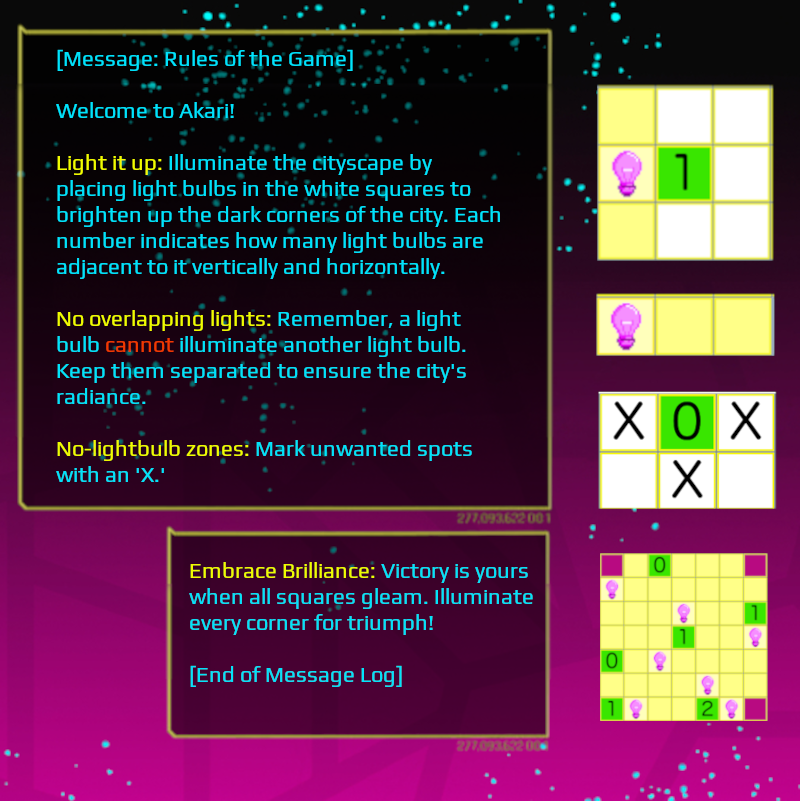 [Message: Rules of the Game]
Welcome to Akari!
Light it up: Illuminate the cityscape by
placing light bulbs in the white squares to
brighten up the dark corners of the city. Each
number indicates how many light bulbs are
adjacent to it vertically and horizontally.
No overlapping lights: Remember, a light
bulb cannot illuminate another light bulb.
Keep them separated to ensure the city's
radiance.
No-lightbulb zones: Mark unwanted spots
with an 'X.'
277,093,622:00:1
Embrace Brilliance: Victory is yours
when all squares gleam. Illuminate
every corner for triumph!
[End of Message Log]
1
X 0 X
X
0
1
1
0
1 2